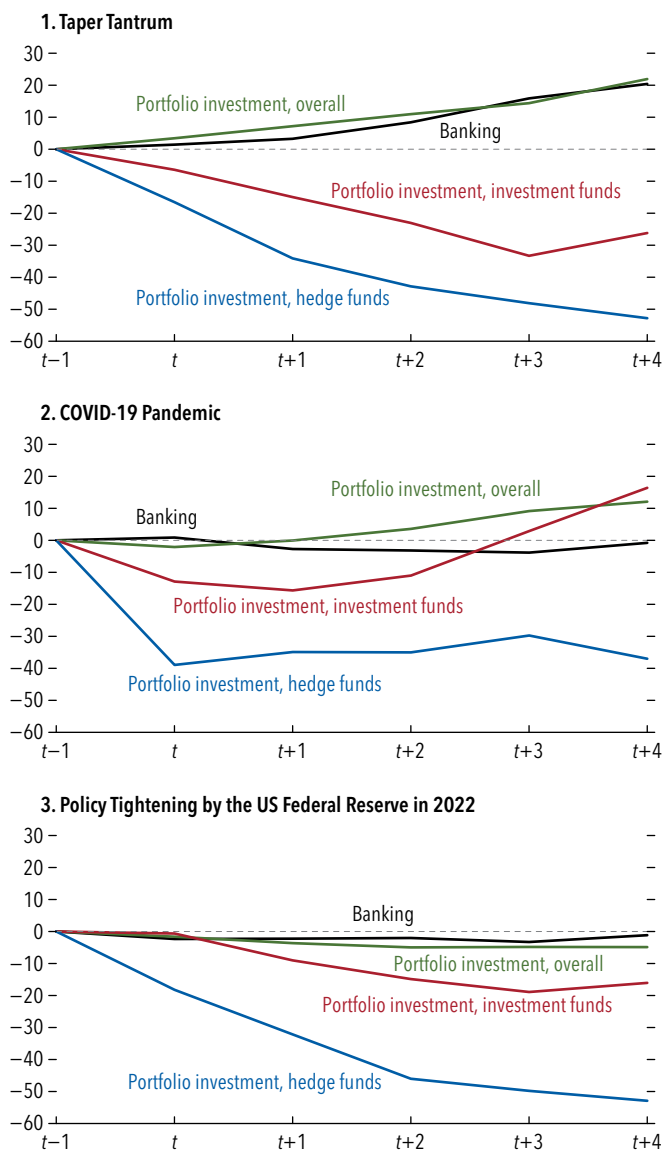 1. Taper Tantrum
30
20
10
0
−10
−20
−30
−40
−50
−60
Portfolio investment, overall
Banking
Portfolio investment, investment funds
Portfolio investment, hedge funds
t−1 t t+1 t+2 t+3 t+4
2. COVID-19 Pandemic
30
20
10
0
−10
−20
−30
−40
−50
−60
Portfolio investment, overall
Banking
Portfolio investment, investment funds
Portfolio investment, hedge funds
t−1 t t+1 t+2 t+3 t+4
3. Policy Tightening by the US Federal Reserve in 2022
30
20
10
0
−10
−20
−30
−40
−50
−60
Banking
Portfolio investment, overall
Portfolio investment, investment funds
Portfolio investment, hedge funds
t−1 t t+1 t+2 t+3 t+4